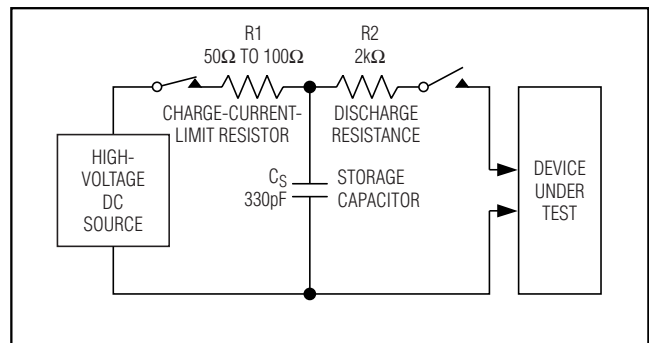 R1
50Ω TO 100Ω
R2
2kΩ
CHARGE-CURRENT-
LIMIT RESISTOR
DISCHARGE
RESISTANCE
HIGH-
VOLTAGE
DC
SOURCE
CS
330pF
STORAGE
CAPACITOR
DEVICE
UNDER
TEST